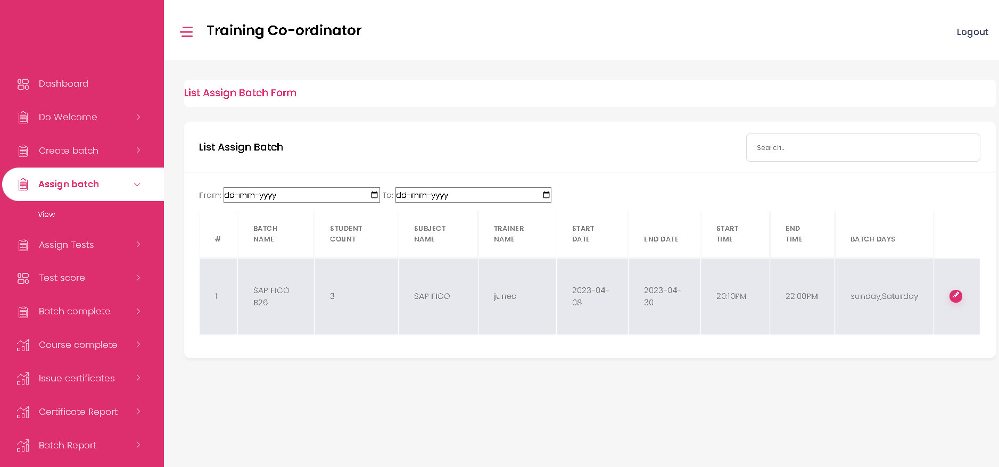 Training Co-ordinator
Logout
Dashboard
Do Welcome
Create batch
Assign batch
View
Assign Tests
Test score
Batch complete
Course complete
Issue certificates
Certificate Report
Batch Report
List Assign Batch Form
List Assign Batch
Search..
From: dd-mm-yyyy To: dd-mm-yyyy
# BATCH NAME STUDENT COUNT SUBJECT NAME TRAINER NAME START DATE END DATE START TIME END TIME BATCH DAYS
1 SAP FICO B26 3 SAP FICO juned 2023-04-08 2023-04-30 20:10PM 22:00PM sunday,Saturday